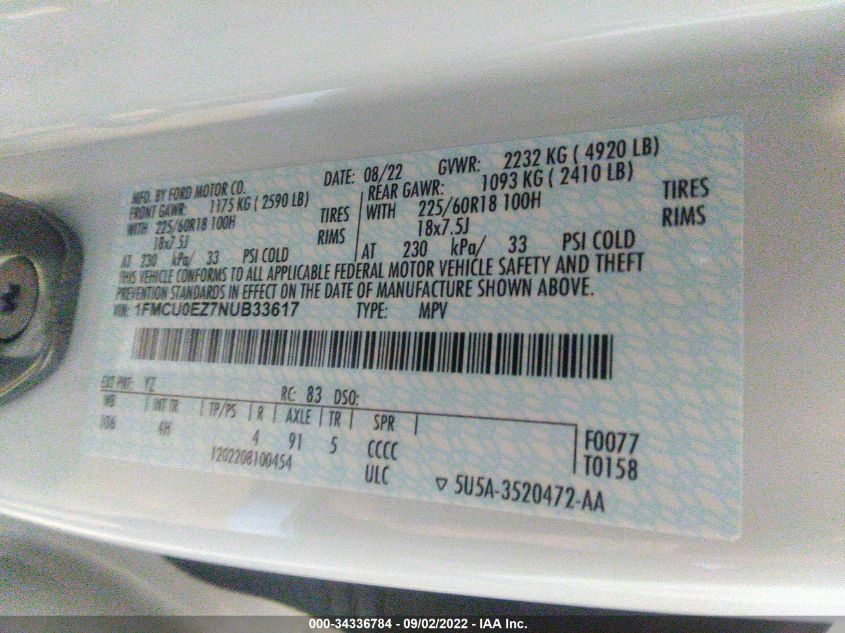 MFD. BY FORD MOTOR CO. DATE: 08/22 GVWR: 2232 KG ( 4920 LB)
FRONT GAWR: 1175 KG ( 2590 LB) REAR GAWR: 1093 KG ( 2410 LB)
WITH 225/60R18 100H TIRES WITH 225/60R18 100H TIRES
18x7.5J RIMS 18x7.5J RIMS
AT 230 kPa/ 33 PSI COLD AT 230 kPa/ 33 PSI COLD
THIS VEHICLE CONFORMS TO ALL APPLICABLE FEDERAL MOTOR VEHICLE SAFETY AND THEFT
PREVENTION STANDARDS IN EFFECT ON THE DATE OF MANUFACTURE SHOWN ABOVE.
VIN: 1FMCU0EZ7NUB33617 TYPE: MPV
EXT PNT: YZ RC: 83 DSO:
WB INT TR TP/PS R AXLE TR SPR
106 4H 4 91 5 CCCC F0077
1202208100454 ULC T0158
▽ 5U5A-3520472-AA
000-34336784 - 09/02/2022 - IAA Inc.